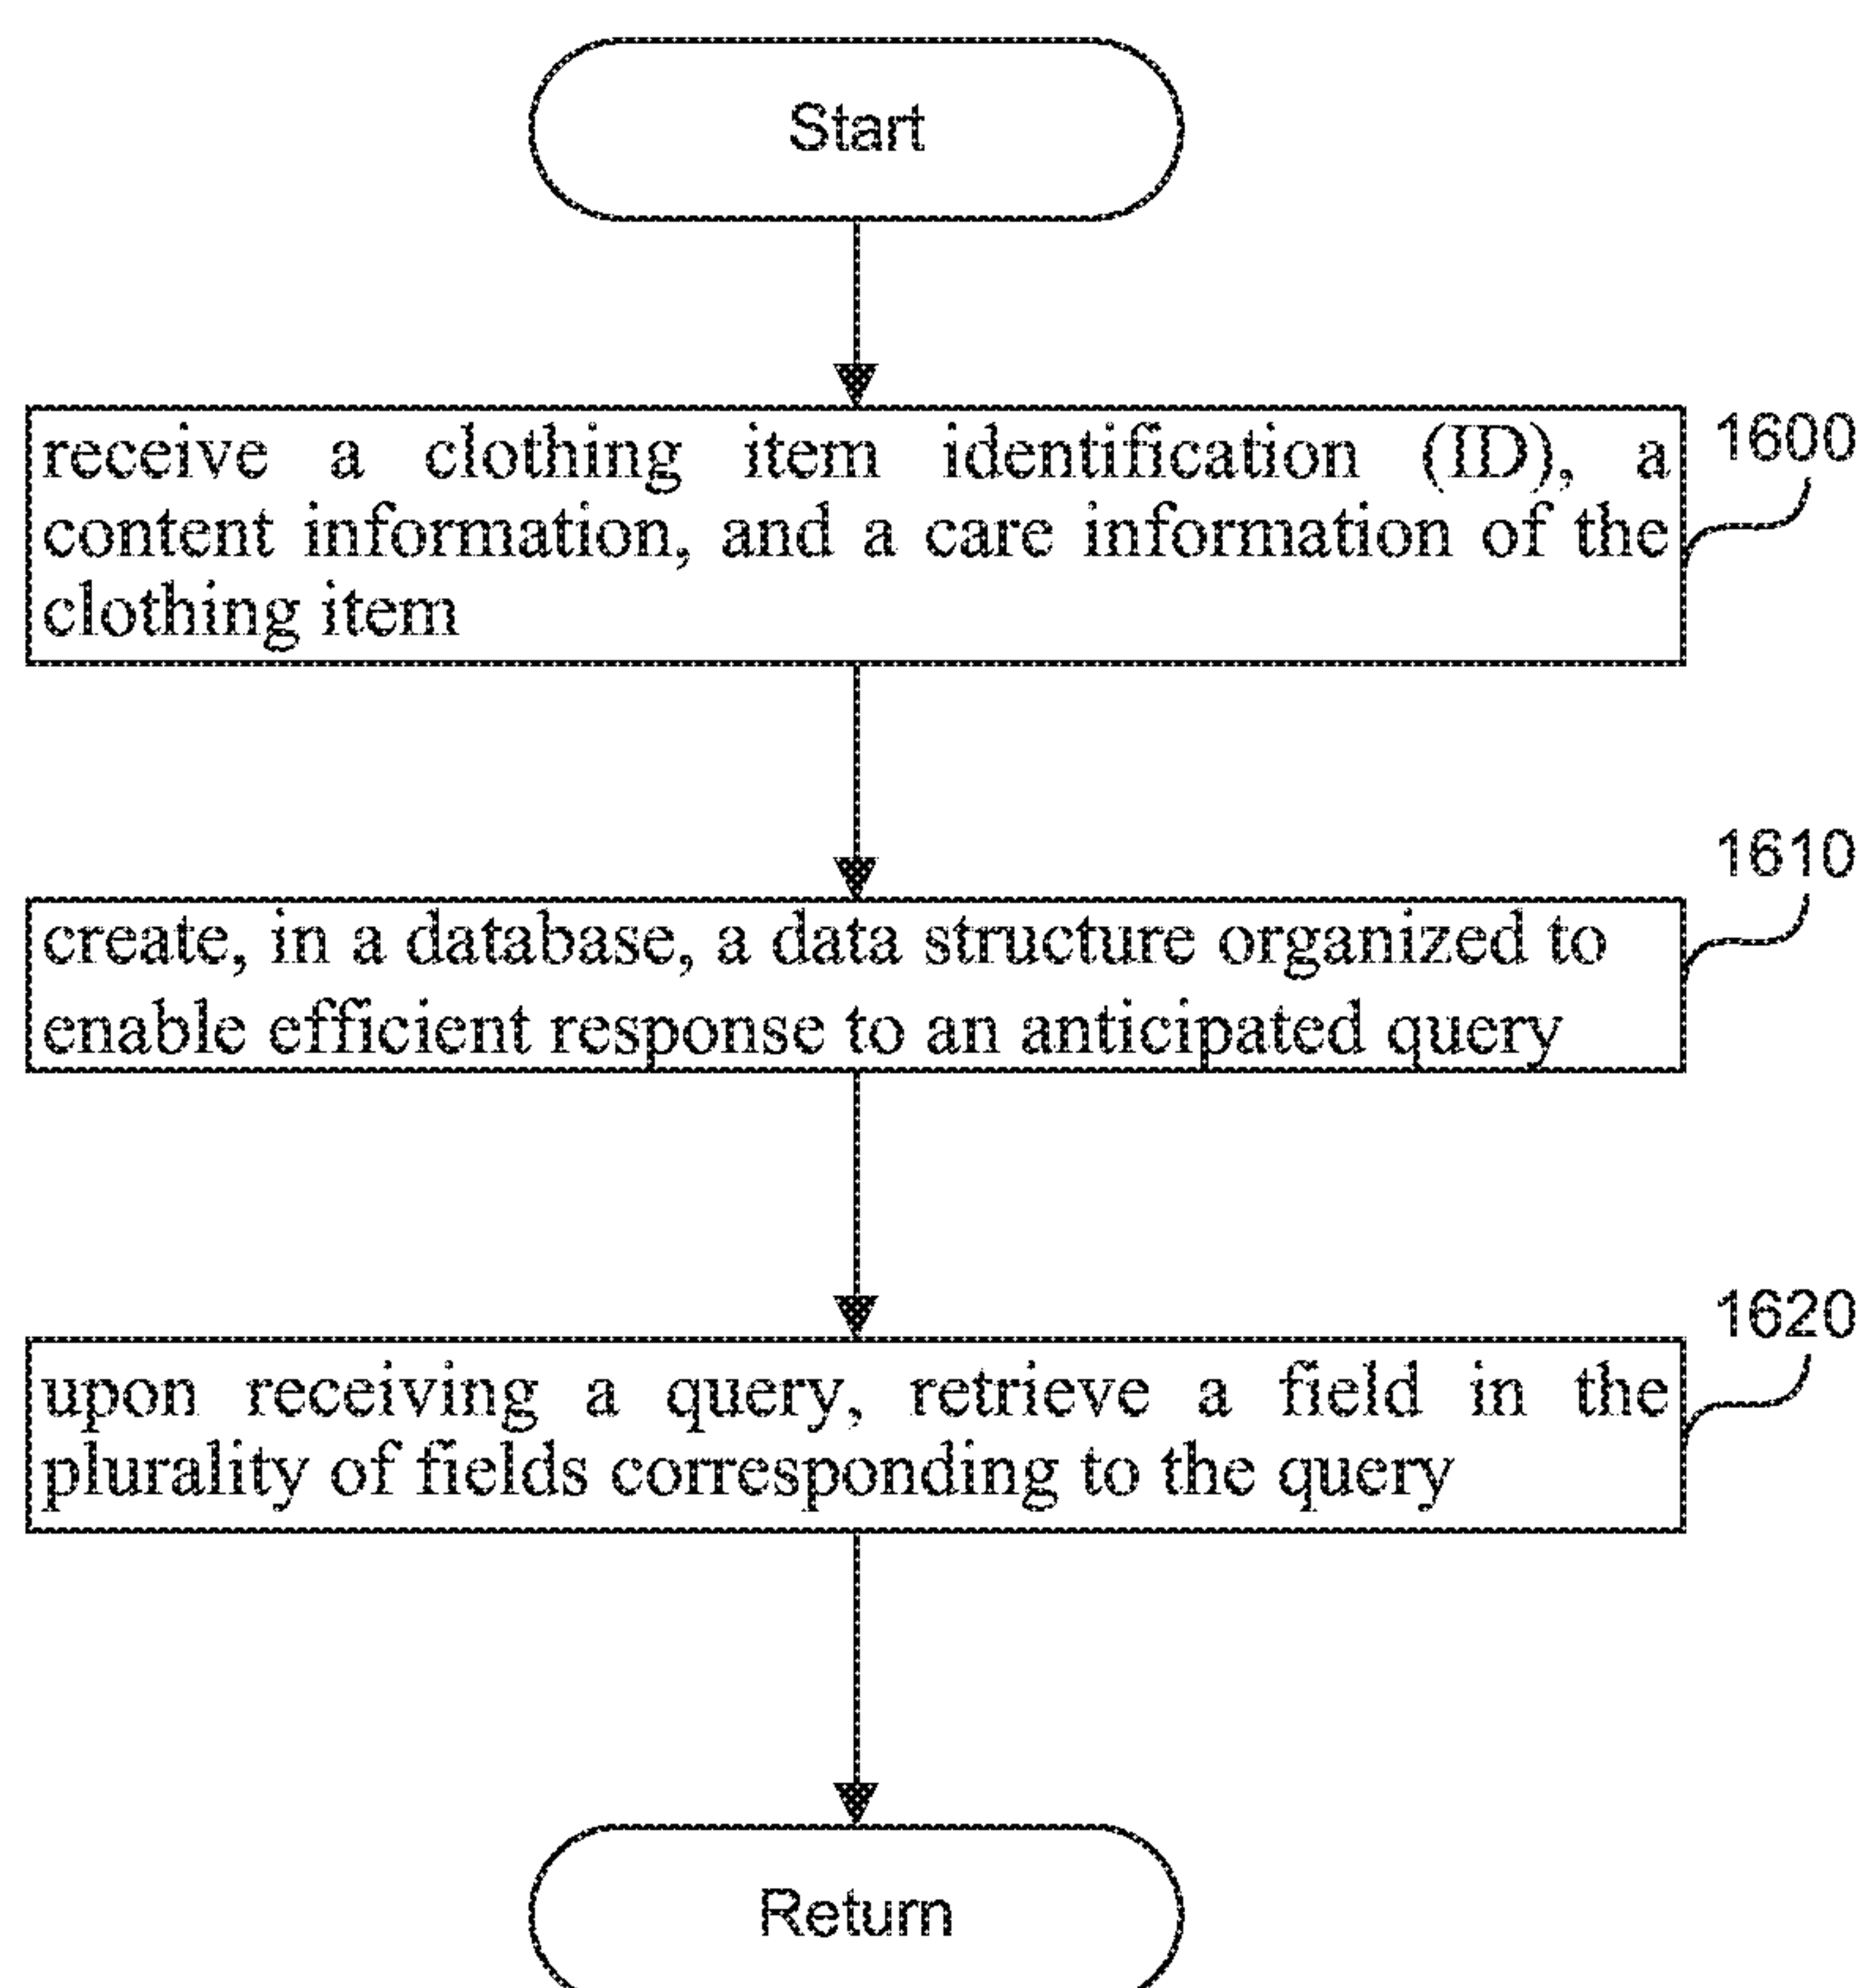 Start
receive a clothing item identification (ID), a
content information, and a care information of the
clothing item
1600
create, in a database, a data structure organized to
enable efficient response to an anticipated query
1610
upon receiving a query, retrieve a field in the
plurality of fields corresponding to the query
1620
Return